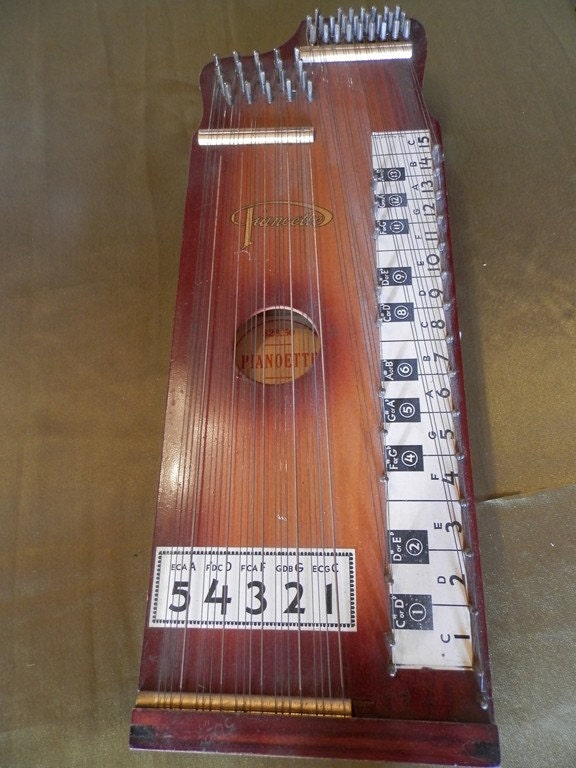 Pianoette
PIANOETT
ECA A FDC D FCA F GDB G ECG C
5 4 3 2 1
C# or D♭ 1
D# or E♭ 2
F# or G♭ 4
G# or A♭ 5
A# or B♭ 6
C# or D♭ 8
D# or E♭ 9
F# or G♭ 11
G# or A♭ 12
A# or B♭ 13
C D E F G A B C D E F G A B C
1 2 3 4 5 6 7 8 9 10 11 12 13 14 15